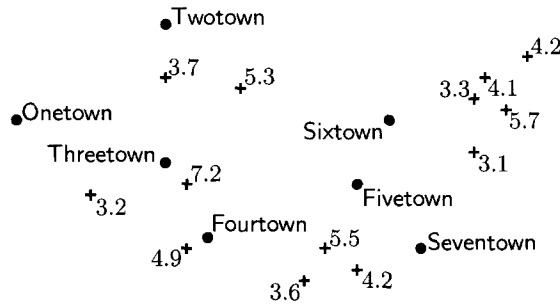 Twotown
4.2
3.7
5.3
4.1
3.3
Onetown
5.7
Sixtown
Threetown
3.1
7.2
Fivetown
3.2
Fourtown
5.5
Seventown
4.9
4.2
3.6